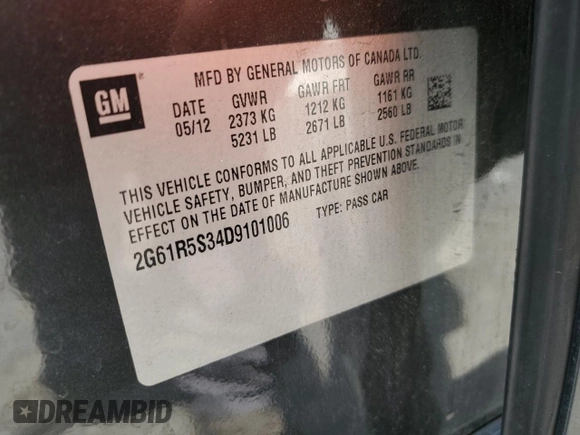 GM
MFD BY GENERAL MOTORS OF CANADA LTD.
DATE GVWR GAWR FRT GAWR RR
05/12 2373 KG 1212 KG 1161 KG
5231 LB 2671 LB 2560 LB
THIS VEHICLE CONFORMS TO ALL APPLICABLE U.S. FEDERAL MOTOR
VEHICLE SAFETY, BUMPER, AND THEFT PREVENTION STANDARDS IN
EFFECT ON THE DATE OF MANUFACTURE SHOWN ABOVE.
2G61R5S34D9101006 TYPE: PASS CAR
DREAMBID